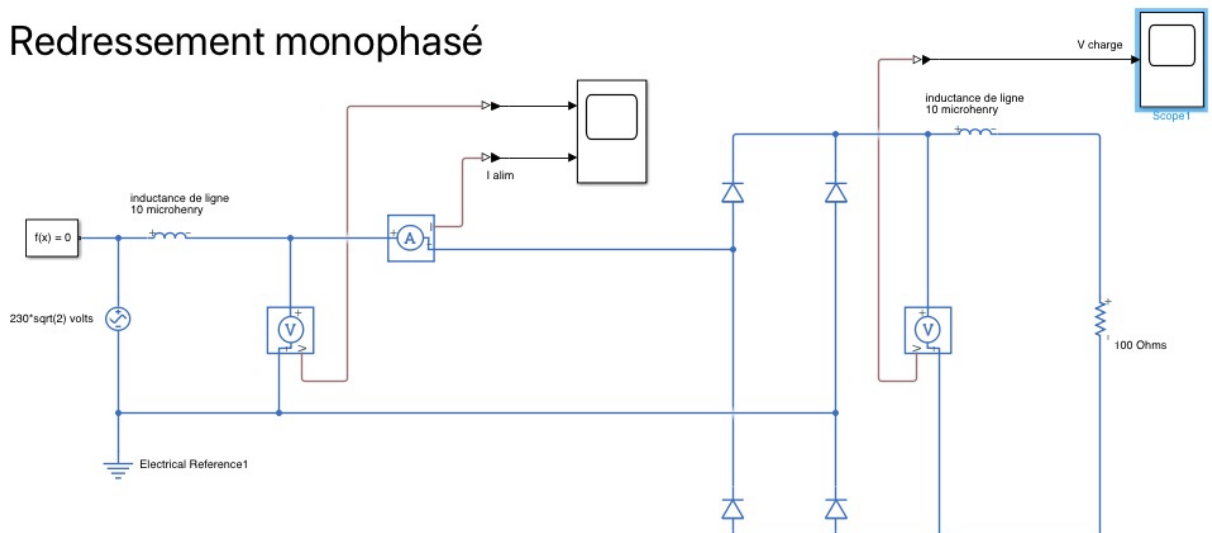 Redressement monophasé
V charge
Scope1
inductance de ligne
10 microhenry
I alim
inductance de ligne
10 microhenry
f(x) = 0
A
I
230*sqrt(2) volts
V
V
V
V
100 Ohms
Electrical Reference1